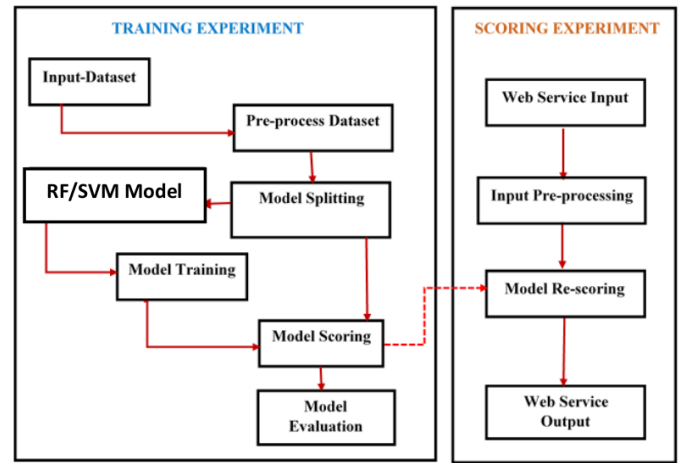 TRAINING EXPERIMENT
Input-Dataset
Pre-process Dataset
RF/SVM Model
Model Splitting
Model Training
Model Scoring
Model
Evaluation
SCORING EXPERIMENT
Web Service Input
Input Pre-processing
Model Re-scoring
Web Service
Output